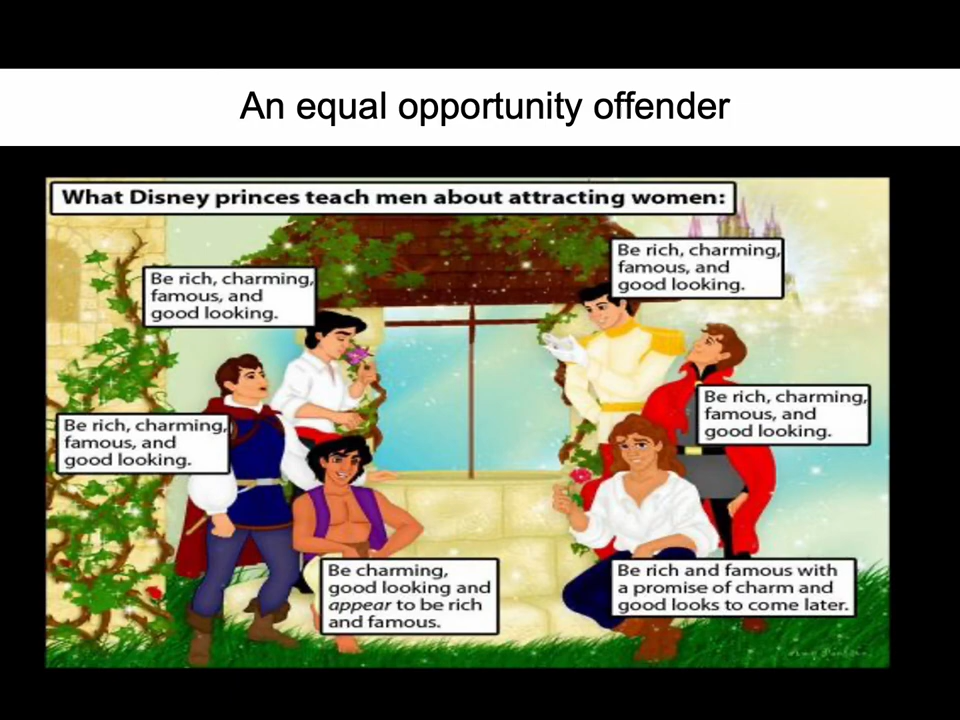 An equal opportunity offender
What Disney princes teach men about attracting women:
Be rich, charming,
famous, and
good looking.
Be rich, charming,
famous, and
good looking.
Be rich, charming,
famous, and
good looking.
Be rich, charming,
famous, and
good looking.
Be charming,
good looking and
appear to be rich
and famous.
Be rich and famous with
a promise of charm and
good looks to come later.